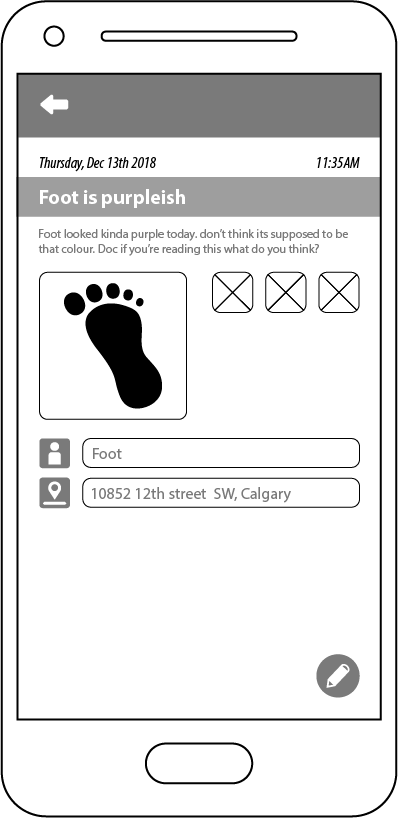 Thursday, Dec 13th 2018 11:35AM
Foot is purpleish
Foot looked kinda purple today. don't think its supposed to be
that colour. Doc if you're reading this what do you think?
Foot
10852 12th street SW, Calgary